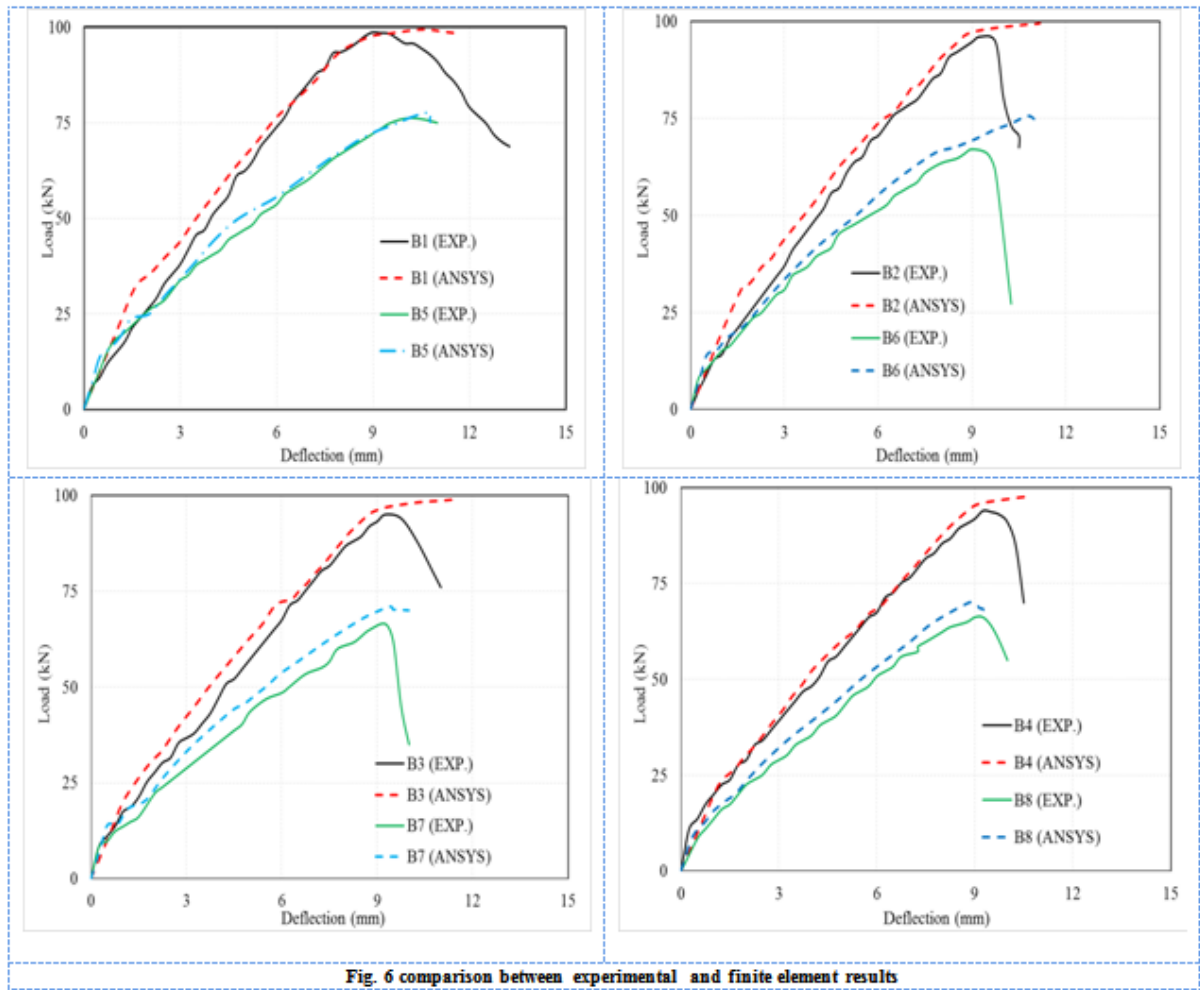 100
75
50
25
0
Load (kN)
0 3 6 9 12 15
Deflection (mm)
B1 (EXP.)
B1 (ANSYS)
B5 (EXP.)
B5 (ANSYS)
100
75
50
25
0
Load (kN)
0 3 6 9 12 15
Deflection (mm)
B2 (EXP.)
B2 (ANSYS)
B6 (EXP.)
B6 (ANSYS)
100
75
50
25
0
Load (kN)
0 3 6 9 12 15
Deflection (mm)
B3 (EXP.)
B3 (ANSYS)
B7 (EXP.)
B7 (ANSYS)
100
75
50
25
0
Load (kN)
0 3 6 9 12 15
Deflection (mm)
B4 (EXP.)
B4 (ANSYS)
B8 (EXP.)
B8 (ANSYS)
Fig. 6 comparison between experimental and finite element results